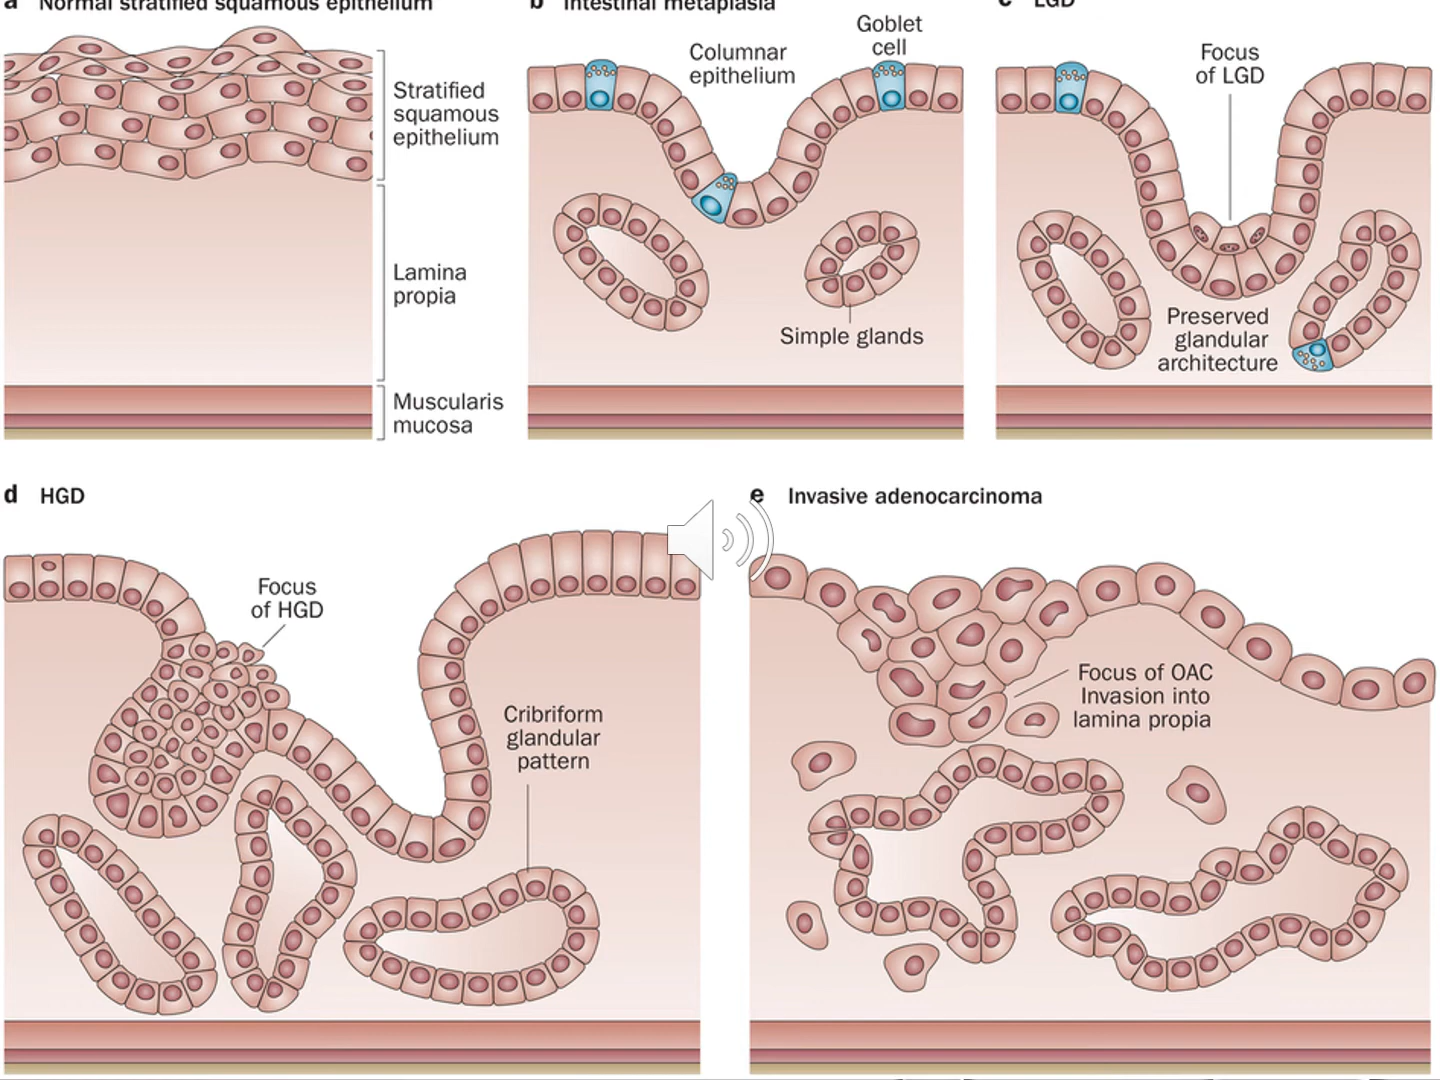 a Normal stratified squamous epithelium
b Intestinal metaplasia
c LGD
Stratified
squamous
epithelium
Lamina
propia
Muscularis
mucosa
Columnar
epithelium
Goblet
cell
Simple glands
Focus
of LGD
Preserved
glandular
architecture
d HGD
Focus
of HGD
Cribriform
glandular
pattern
e Invasive adenocarcinoma
Focus of OAC
Invasion into
lamina propia